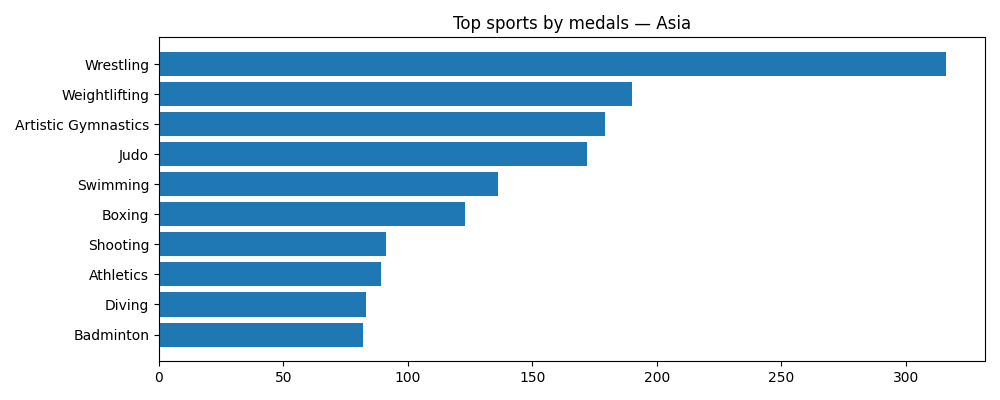 Top sports by medals — Asia
Wrestling
Weightlifting
Artistic Gymnastics
Judo
Swimming
Boxing
Shooting
Athletics
Diving
Badminton
0 50 100 150 200 250 300